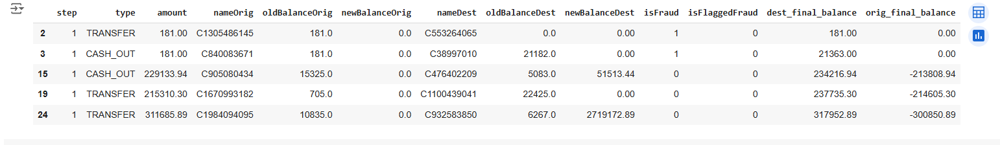 step type amount nameOrig oldBalanceOrig newBalanceOrig nameDest oldBalanceDest newBalanceDest isFraud isFlaggedFraud dest_final_balance orig_final_balance
2 1 TRANSFER 181.00 C1305486145 181.0 0.0 C553264065 0.0 0.00 1 0 181.00 0.00
3 1 CASH_OUT 181.00 C840083671 181.0 0.0 C38997010 21182.0 0.00 1 0 21363.00 0.00
15 1 CASH_OUT 229133.94 C905080434 15325.0 0.0 C476402209 5083.0 51513.44 0 0 234216.94 -213808.94
19 1 TRANSFER 215310.30 C1670993182 705.0 0.0 C1100439041 22425.0 0.00 0 0 237735.30 -214605.30
24 1 TRANSFER 311685.89 C1984094095 10835.0 0.0 C932583850 6267.0 2719172.89 0 0 317952.89 -300850.89